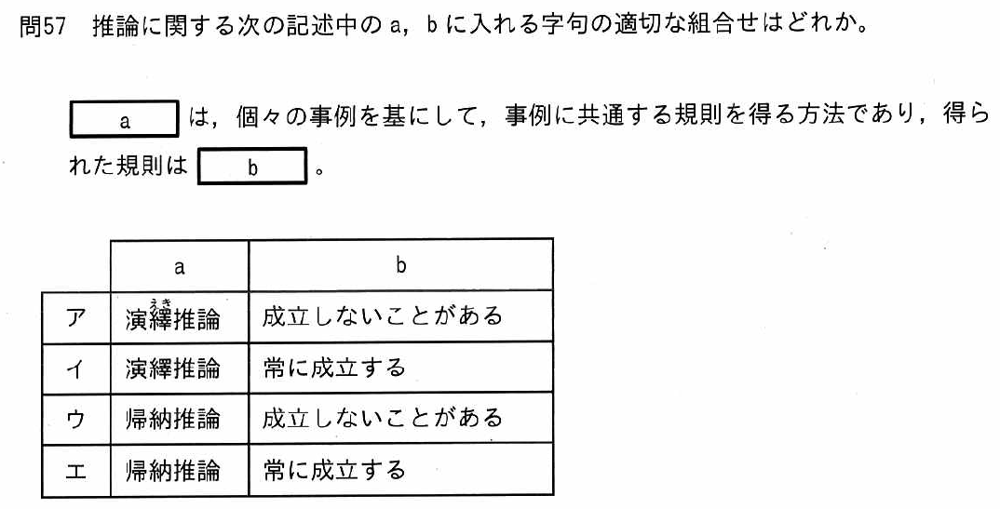 問57 推論に関する次の記述中の a，b に入れる字句の適切な組合せはどれか。
a は，個々の事例を基にして，事例に共通する規則を得る方法であり，得ら
れた規則は b 。
a b
ア 演繹推論 成立しないことがある
えき
イ 演繹推論 常に成立する
ウ 帰納推論 成立しないことがある
エ 帰納推論 常に成立する